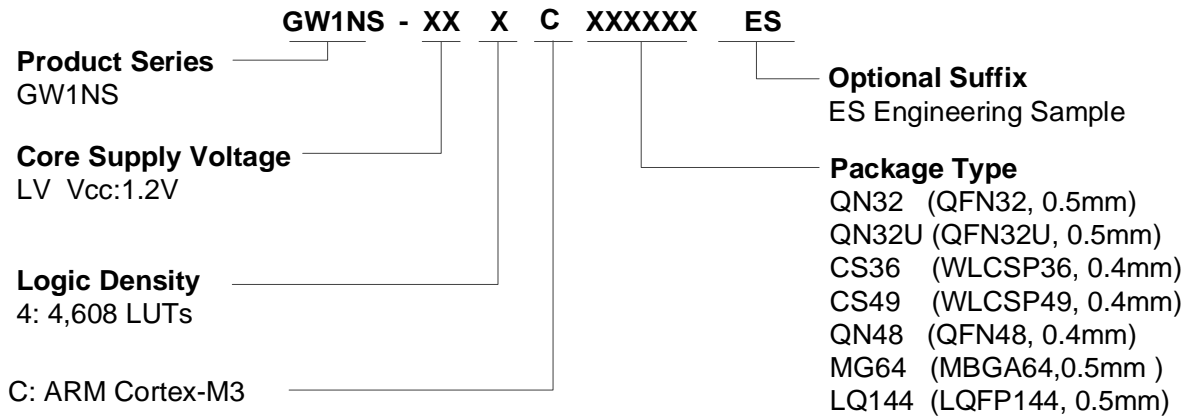 GW1NS - XX X C XXXXXX ES
Product Series
GW1NS
Core Supply Voltage
LV Vcc:1.2V
Logic Density
4: 4,608 LUTs
C: ARM Cortex-M3
Optional Suffix
ES Engineering Sample
Package Type
QN32 (QFN32, 0.5mm)
QN32U (QFN32U, 0.5mm)
CS36 (WLCSP36, 0.4mm)
CS49 (WLCSP49, 0.4mm)
QN48 (QFN48, 0.4mm)
MG64 (MBGA64,0.5mm )
LQ144 (LQFP144, 0.5mm)